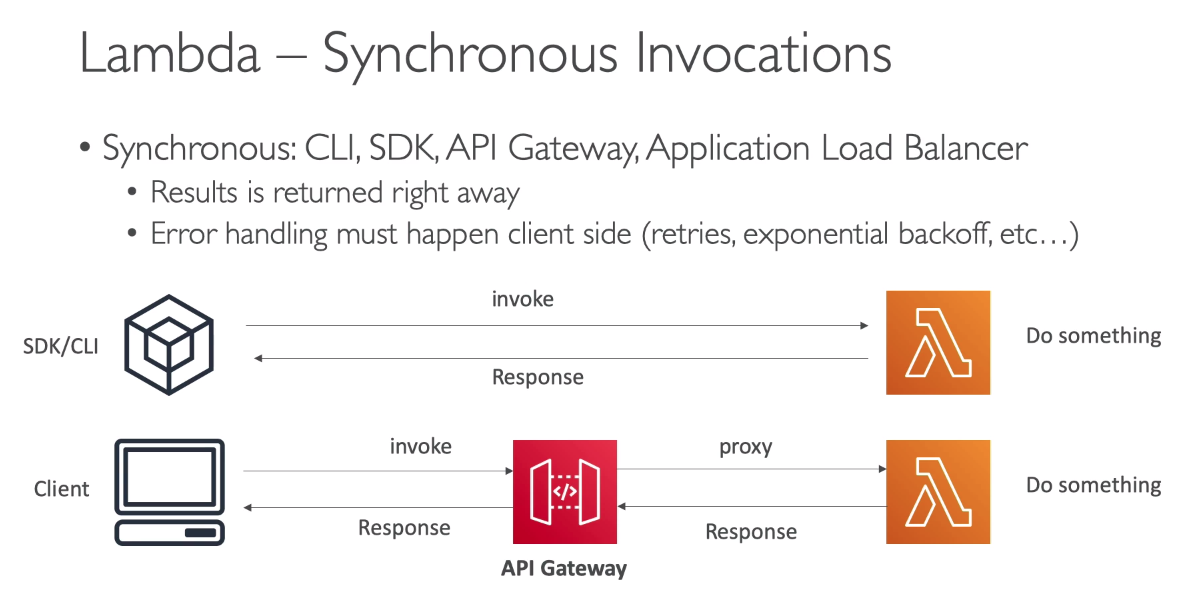 Lambda – Synchronous Invocations
• Synchronous: CLI, SDK, API Gateway, Application Load Balancer
• Results is returned right away
• Error handling must happen client side (retries, exponential backoff, etc…)
invoke
SDK/CLI
Do something
Response
invoke
proxy
Client
</>
Do something
Response
Response
API Gateway